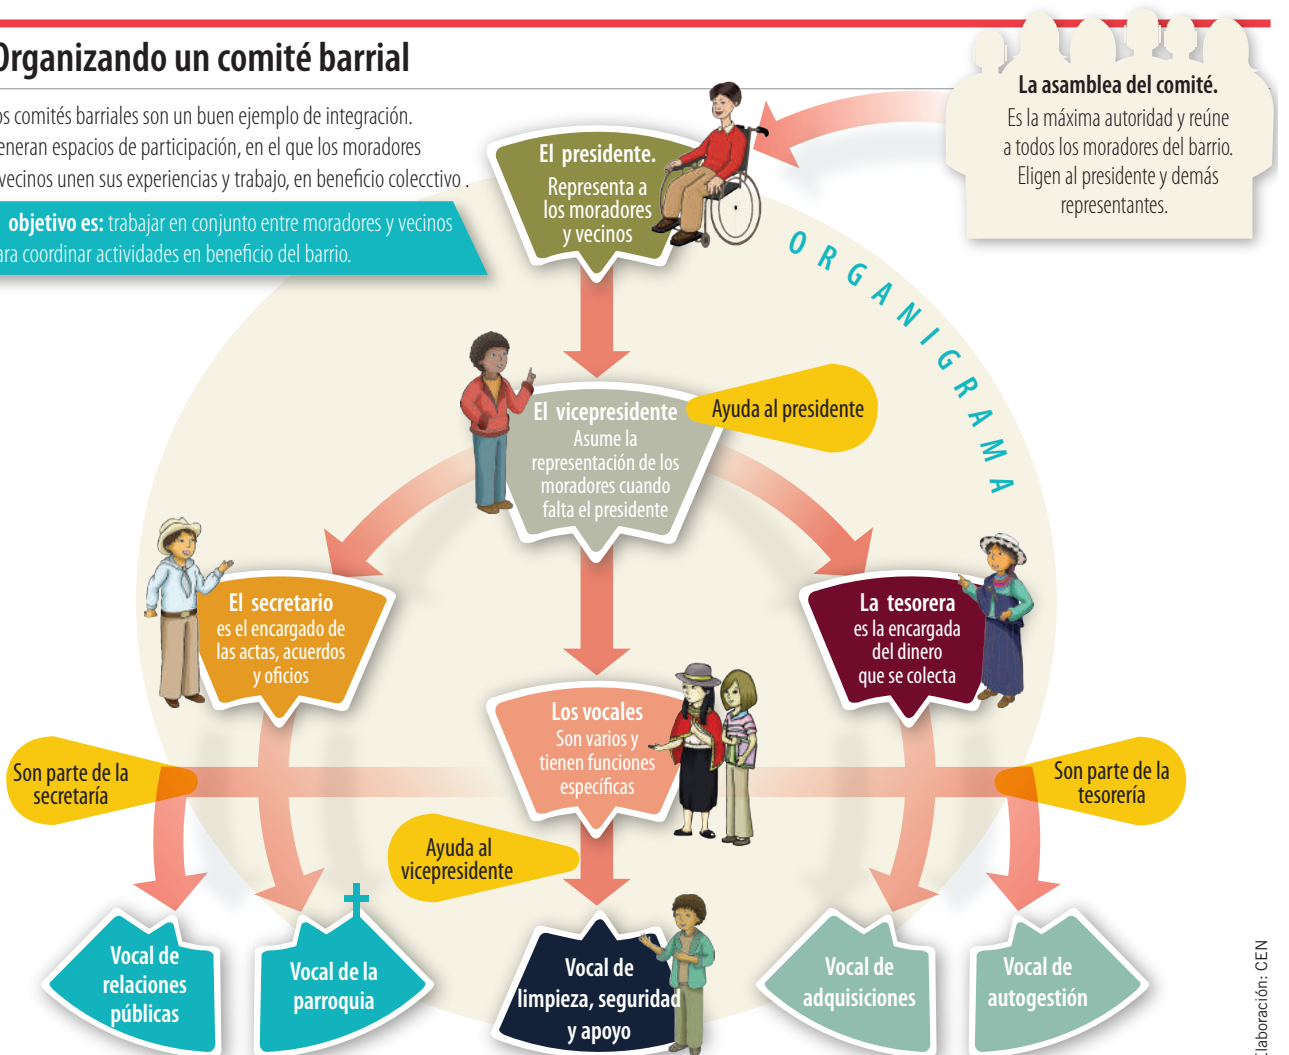 Organizando un comité barrial
os comités barriales son un buen ejemplo de integración.
eneran espacios de participación, en el que los moradores
vecinos unen sus experiencias y trabajo, en beneficio colecctivo .
objetivo es: trabajar en conjunto entre moradores y vecinos
ara coordinar actividades en beneficio del barrio.
La asamblea del comité.
Es la máxima autoridad y reúne
a todos los moradores del barrio.
Eligen al presidente y demás
representantes.
El presidente.
Representa a
los moradores
y vecinos
ORGANIGRAMA
El vicepresidente
Asume la
representación de los
moradores cuando
falta el presidente
Ayuda al presidente
El secretario
es el encargado de
las actas, acuerdos
y oficios
La tesorera
es la encargada
del dinero
que se colecta
Los vocales
Son varios y
tienen funciones
específicas
Son parte de la
secretaría
Son parte de la
tesorería
Ayuda al
vicepresidente
Vocal de
relaciones
públicas
Vocal de la
parroquia
Vocal de
limpieza, seguridad
y apoyo
Vocal de
adquisiciones
Vocal de
autogestión
Elaboración: CEN